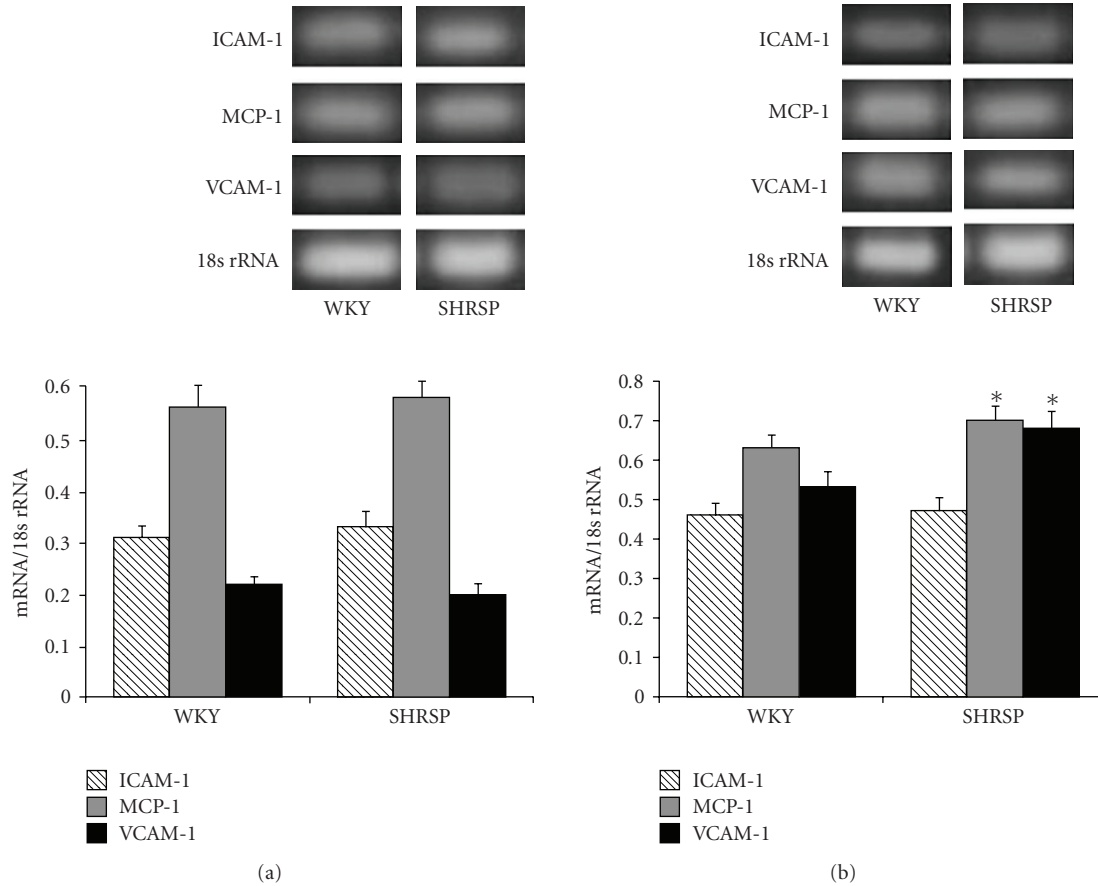 ICAM-1
MCP-1
VCAM-1
18s rRNA
WKY SHRSP
mRNA/18s rRNA
0.6
0.5
0.4
0.3
0.2
0.1
0
WKY SHRSP
ICAM-1
MCP-1
VCAM-1
(a)
ICAM-1
MCP-1
VCAM-1
18s rRNA
WKY SHRSP
mRNA/18s rRNA
0.8
0.7
0.6
0.5
0.4
0.3
0.2
0.1
0
* *
WKY SHRSP
ICAM-1
MCP-1
VCAM-1
(b)